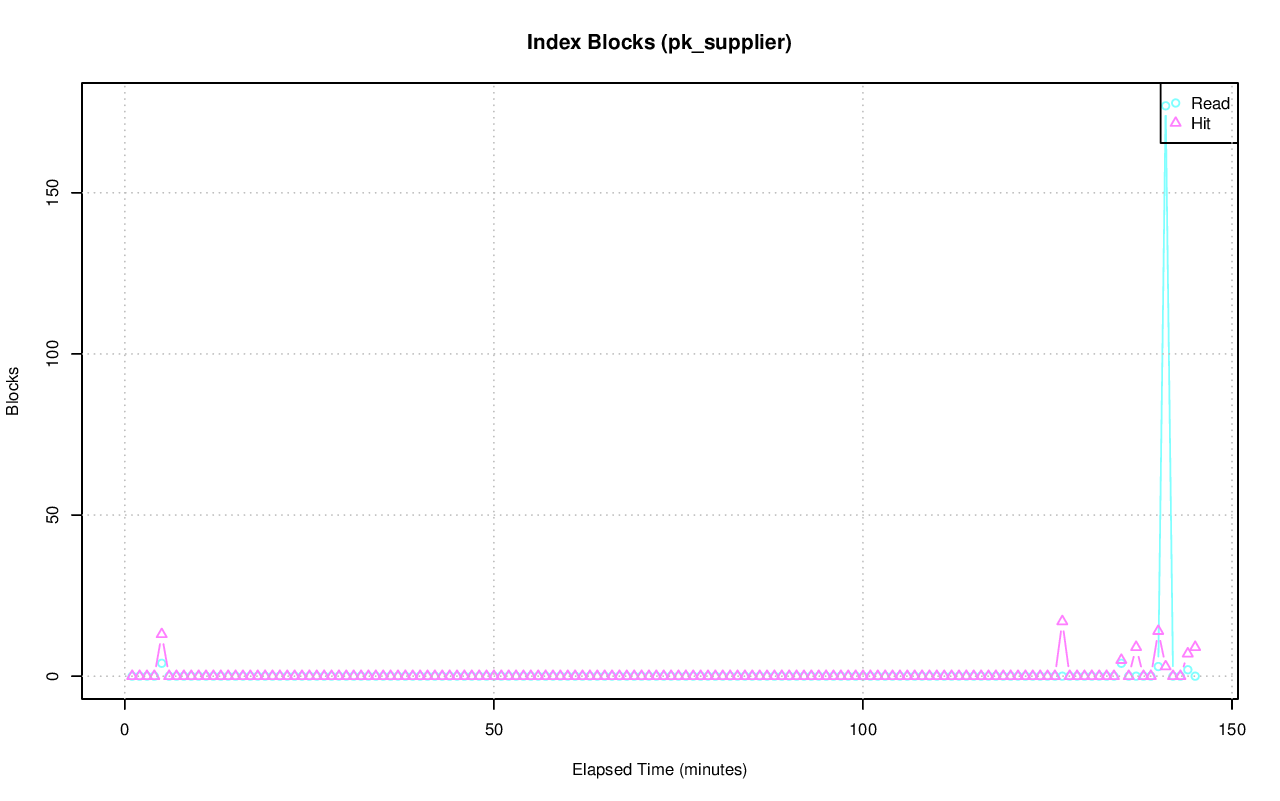 Index Blocks (pk_supplier)
Read
Hit
Blocks
0
50
100
150
0
50
100
150
Elapsed Time (minutes)